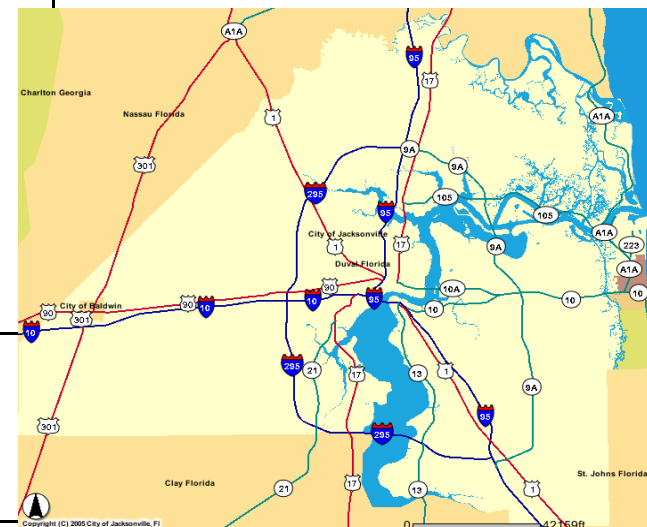 A1A
95
17
Charlton Georgia
Nassau Florida
1
A1A
301
9A
9A
295
105
95
105
City of Jacksonville
A1A
1
17
9A
223
Duval Florida
A1A
90
10A
10
City of Baldwin
90
10
10
95
10
10
90
301
10
295
21
17
13
1
9A
95
301
295
St. Johns Florida
Clay Florida
17
21
13
1
Copyright (C) 2005 City of Jacksonville, Fl
0
42159ft